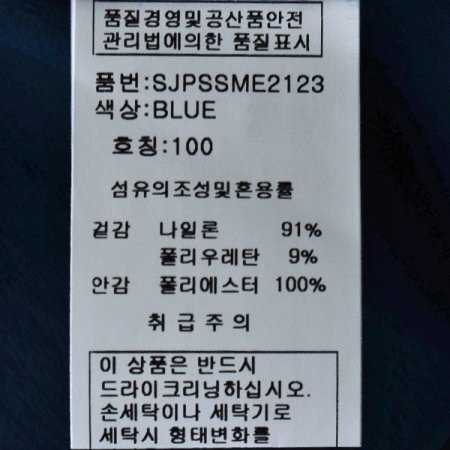 품질경영및공산품안전
관리법에의한 품질표시
품번:SJPSSME2123
색상:BLUE
호칭:100
섬유의조성및혼용률
겉감 나일론 91%
폴리우레탄 9%
안감 폴리에스터 100%
취급주의
이 상품은 반드시
드라이크리닝하십시오.
손세탁이나 세탁기로
세탁시 형태변화를